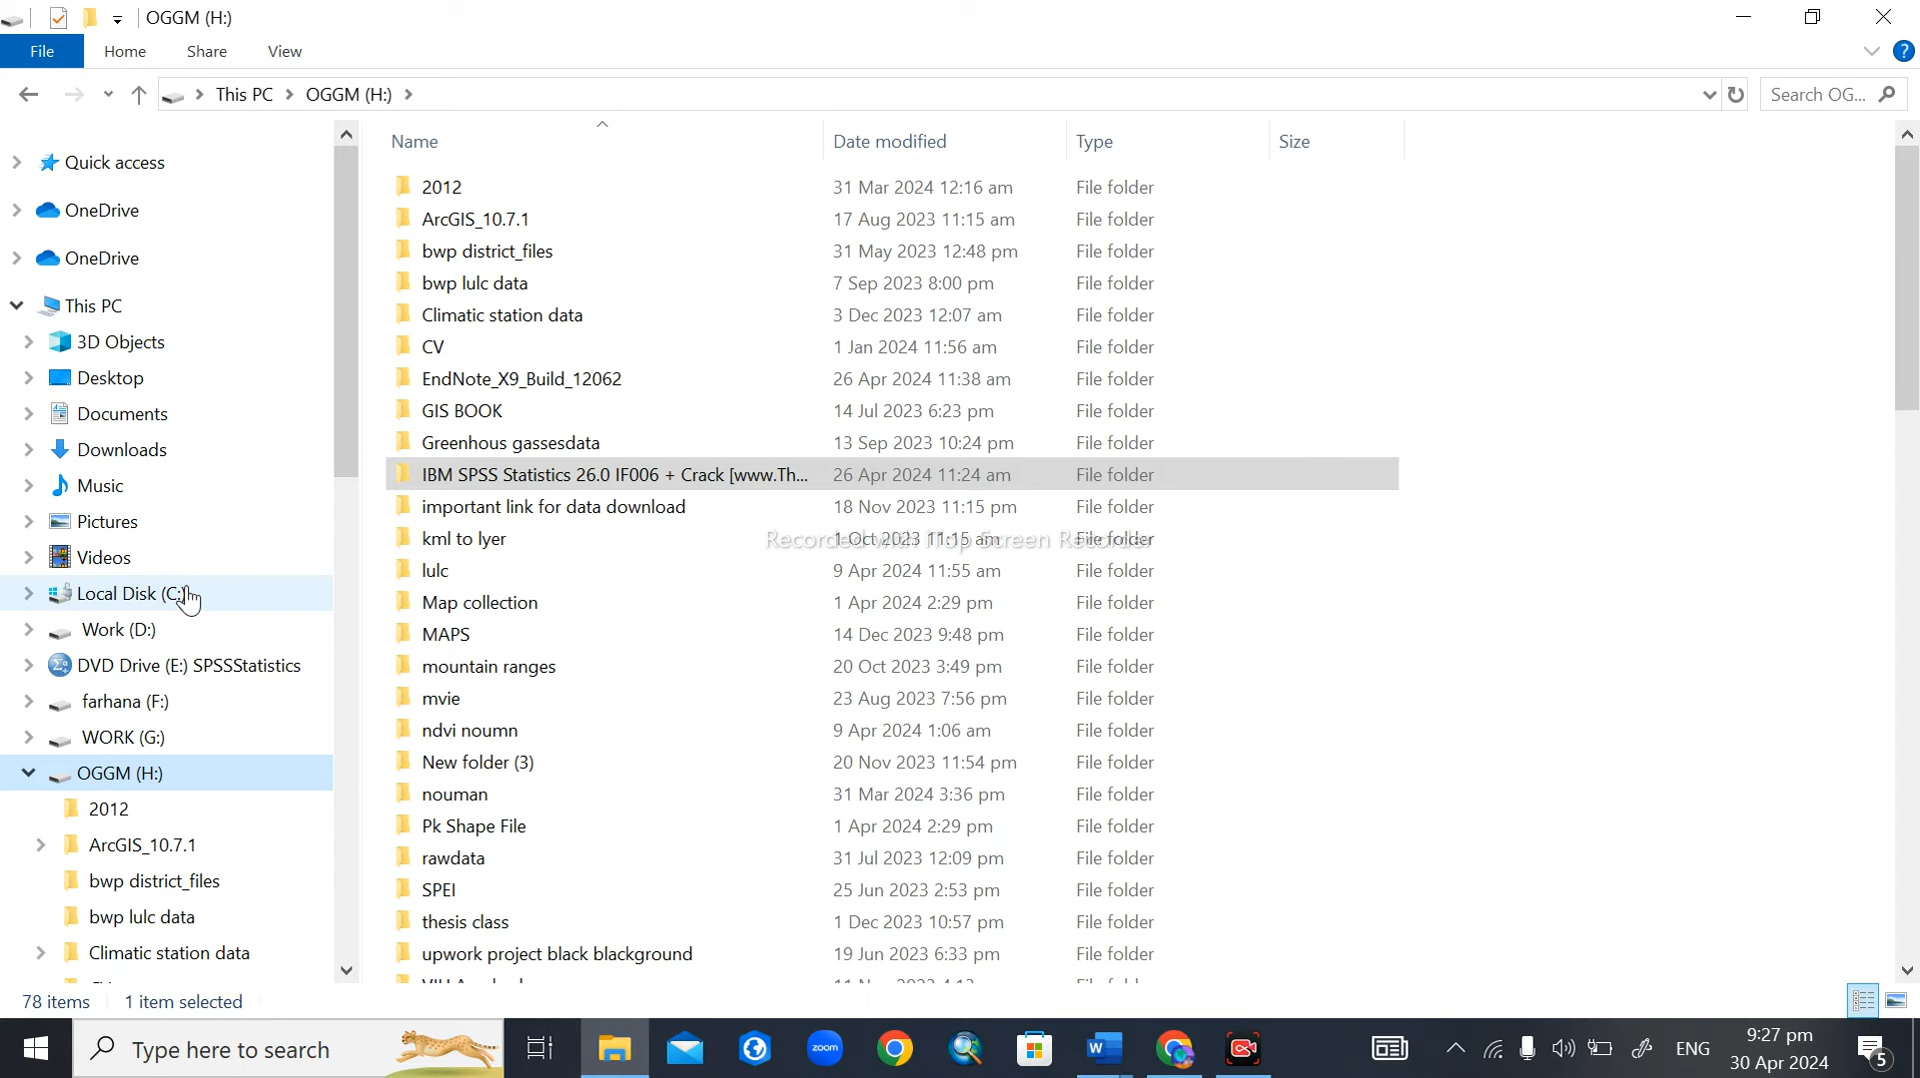 OGGM (H:)
File Home Share View
This PC OGGM (H:)
Search OG...
Name Date modified Type Size
Quick access
OneDrive
OneDrive
This PC
3D Objects
Desktop
Documents
Downloads
Music
Pictures
Videos
Local Disk (C:)
Work (D:)
DVD Drive (E:) SPSSStatistics
farhana (F:)
WORK (G:)
OGGM (H:)
2012
ArcGIS_10.7.1
bwp district_files
bwp lulc data
Climatic station data
2012 31 Mar 2024 12:16 am File folder
ArcGIS_10.7.1 17 Aug 2023 11:15 am File folder
bwp district_files 31 May 2023 12:48 pm File folder
bwp lulc data 7 Sep 2023 8:00 pm File folder
Climatic station data 3 Dec 2023 12:07 am File folder
CV 1 Jan 2024 11:56 am File folder
EndNote_X9_Build_12062 26 Apr 2024 11:38 am File folder
GIS BOOK 14 Jul 2023 6:23 pm File folder
Greenhous gassesdata 13 Sep 2023 10:24 pm File folder
IBM SPSS Statistics 26.0 IF006 + Crack [www.Th... 26 Apr 2024 11:24 am File folder
important link for data download 18 Nov 2023 11:15 pm File folder
kml to lyer 1 Oct 2023 11:15 am File folder
Recorded with iTop Screen Recorder
lulc 9 Apr 2024 11:55 am File folder
Map collection 1 Apr 2024 2:29 pm File folder
MAPS 14 Dec 2023 9:48 pm File folder
mountain ranges 20 Oct 2023 3:49 pm File folder
mvie 23 Aug 2023 7:56 pm File folder
ndvi noumn 9 Apr 2024 1:06 am File folder
New folder (3) 20 Nov 2023 11:54 pm File folder
nouman 31 Mar 2024 3:36 pm File folder
Pk Shape File 1 Apr 2024 2:29 pm File folder
rawdata 31 Jul 2023 12:09 pm File folder
SPEI 25 Jun 2023 2:53 pm File folder
thesis class 1 Dec 2023 10:57 pm File folder
upwork project black blackground 19 Jun 2023 6:33 pm File folder
78 items 1 item selected
Type here to search
zoom
ENG
9:27 pm
30 Apr 2024
5